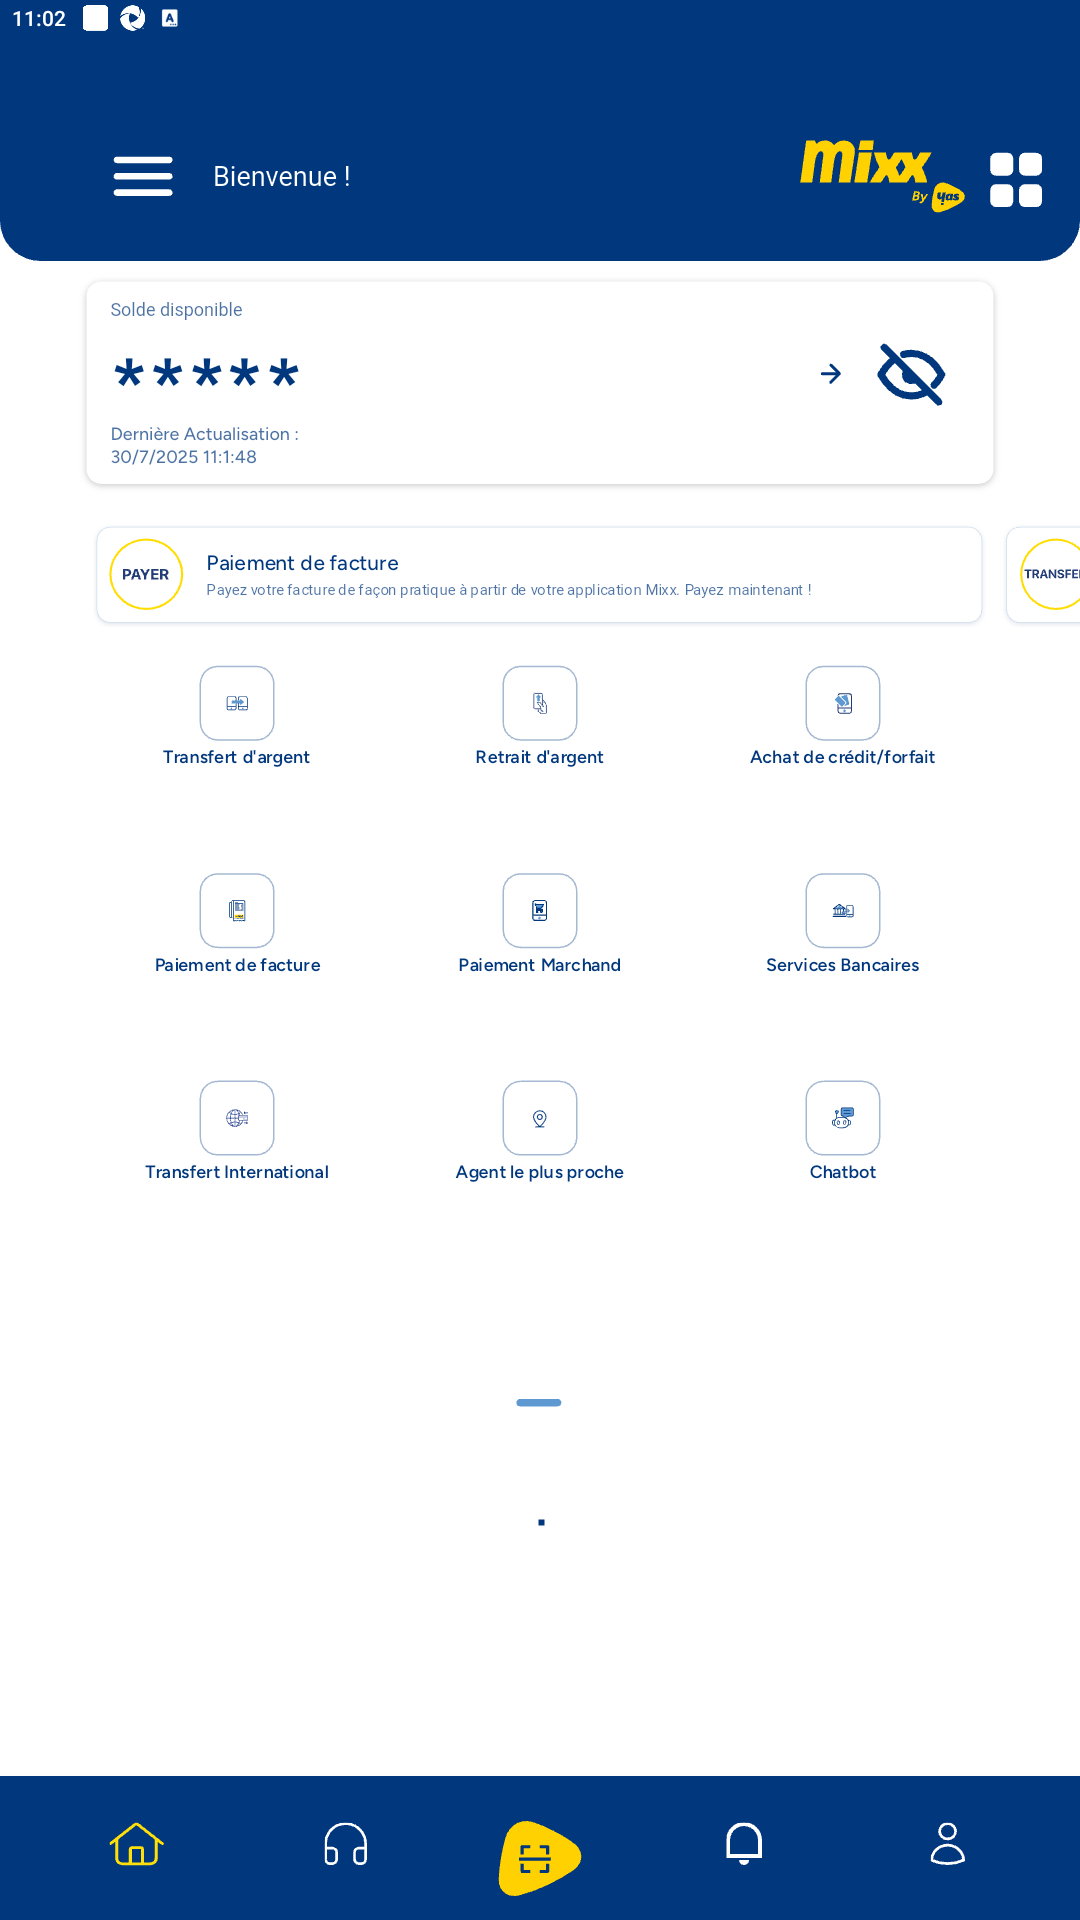 11:02
Bienvenue !
mixx
By yas
Solde disponible
*****
Dernière Actualisation :
30/7/2025 11:1:48
PAYER
Paiement de facture
Payez votre facture de façon pratique à partir de votre application Mixx. Payez maintenant !
TRANSFE
Transfert d'argent
Retrait d'argent
Achat de crédit/forfait
Paiement de facture
Paiement Marchand
Services Bancaires
Transfert International
Agent le plus proche
Chatbot